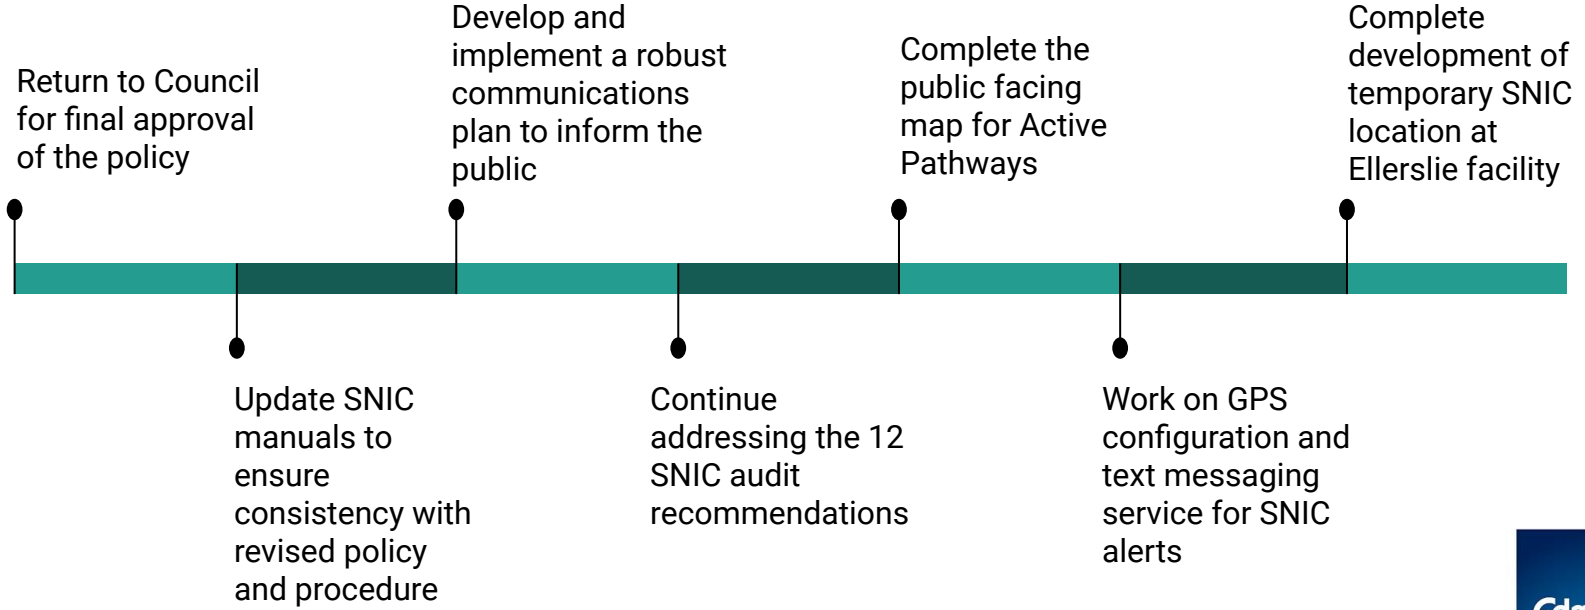 Return to Council
for final approval
of the policy
Update SNIC
manuals to
ensure
consistency with
revised policy
and procedure
Develop and
implement a robust
communications
plan to inform the
public
Continue
addressing the 12
SNIC audit
recommendations
Complete the
public facing
map for Active
Pathways
Work on GPS
configuration and
text messaging
service for SNIC
alerts
Complete
development of
temporary SNIC
location at
Ellerslie facility